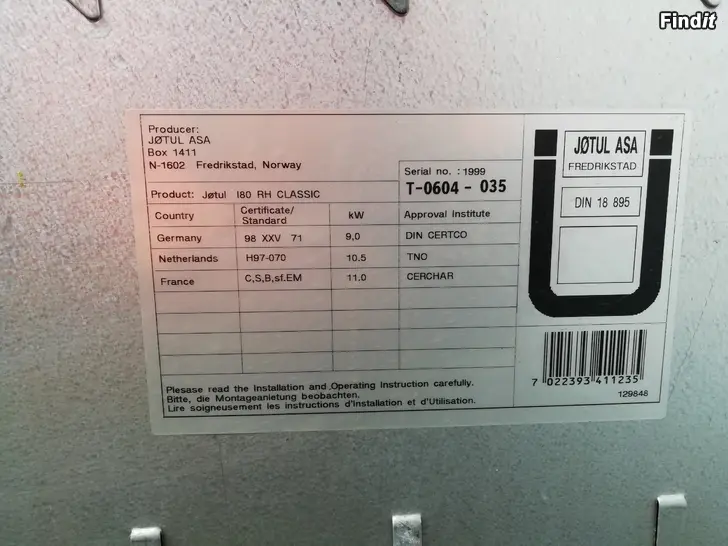 Findit
Producer:
JØTUL ASA
Box 1411
N-1602 Fredrikstad, Norway
Serial no. : 1999
T-0604 - 035
Product: Jøtul I80 RH CLASSIC
Country Certificate/Standard kW Approval Institute
Germany 98 XXV 71 9,0 DIN CERTCO
Netherlands H97-070 10.5 TNO
France C,S,B,sf.EM 11.0 CERCHAR
Plesase read the Installation and Operating Instruction carefully.
Bitte, die Montageanietung beobachten.
Lire soigneusement les instructions d'Installation et d'Utilisation.
JØTUL ASA
FREDRIKSTAD
DIN 18 895
7 022393 411235
129848